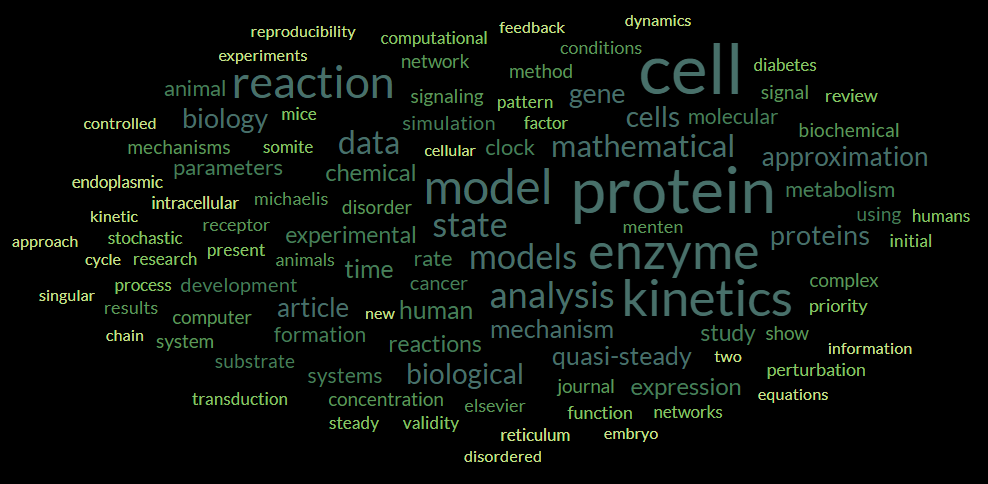 dynamics
reproducibility
feedback
computational
conditions
experiments
network
cell
diabetes
method
reaction
animal
signaling
pattern
gene
signal
review
mice
biology
cells
molecular
controlled
simulation
factor
biochemical
data
mechanisms
somite
cellular
clock
mathematical
approximation
parameters
chemical
endoplasmic
model
protein
metabolism
intracellular
michaelis
disorder
kinetic
using
humans
receptor
state
menten
stochastic
experimental
proteins
initial
approach
present
cycle
research
animals
time
rate
models
enzyme
cancer
complex
process
development
singular
analysis
kinetics
results
article
new
human
priority
computer
chain
system
formation
mechanism
study
show
reactions
information
substrate
quasi-steady
two
perturbation
systems
biological
journal
expression
equations
transduction
concentration
elsevier
function
networks
steady
validity
reticulum
embryo
disordered